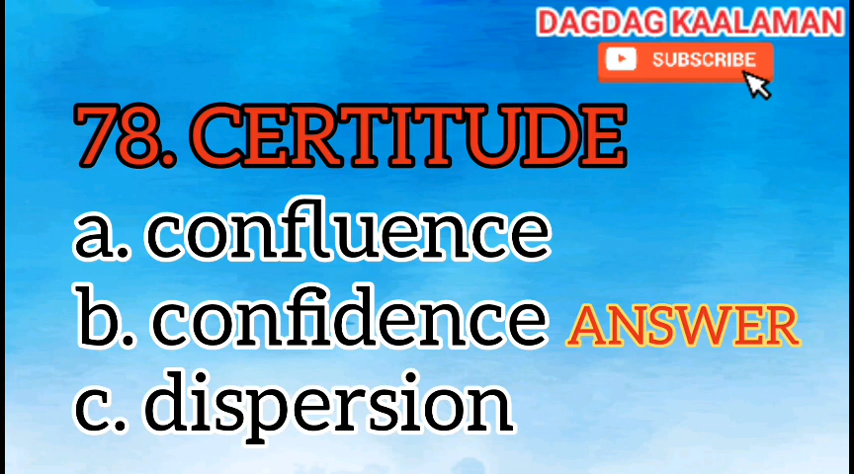 DAGDAG KAALAMAN
SUBSCRIBE
78. CERTITUDE
a. confluence
b. confidence ANSWER
c. dispersion